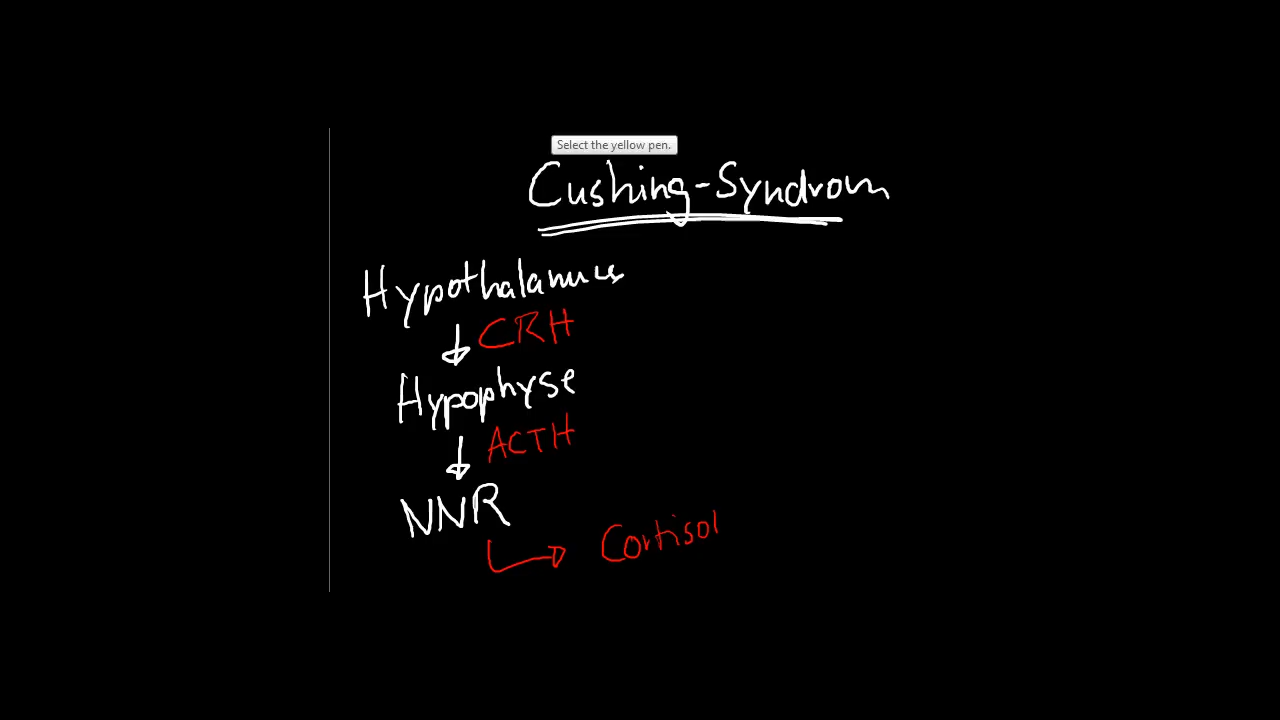 Select the yellow pen.
Cushing-Syndrom
Hypothalamus
CRH
Hypophyse
ACTH
NNR
Cortisol